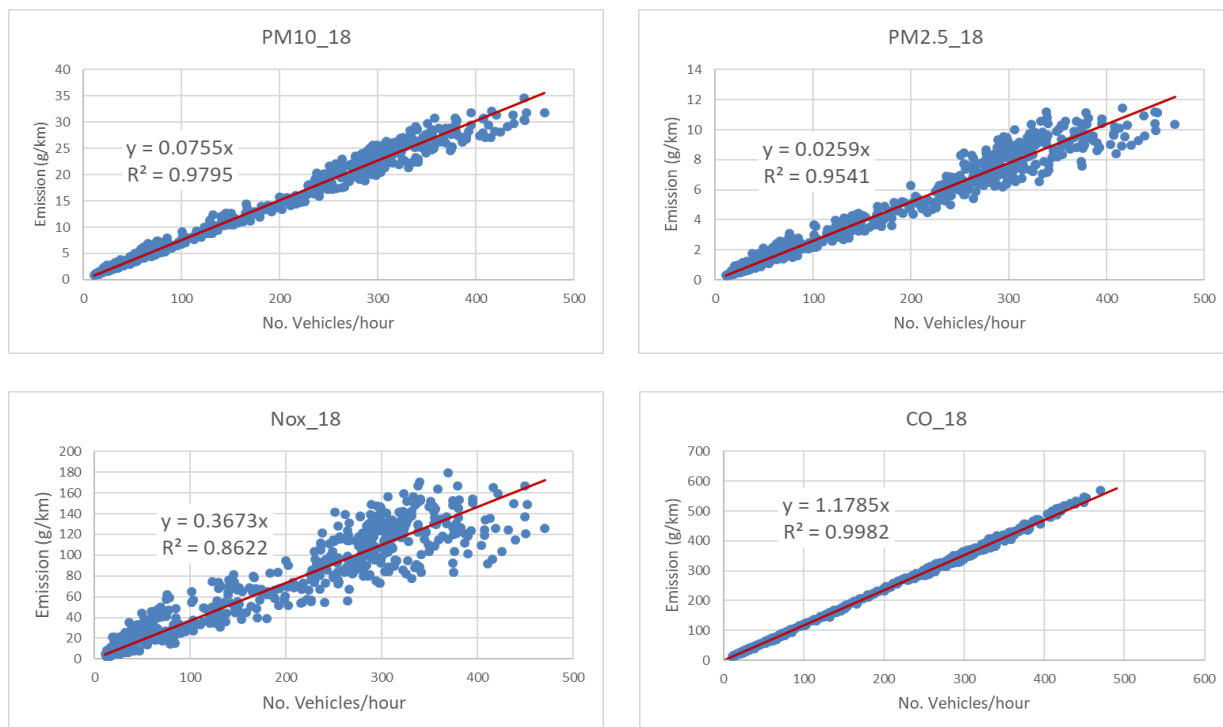 PM10_18
40
35
30
25
20
15
10
5
0
Emission (g/km)
y = 0.0755x
R² = 0.9795
0 100 200 300 400 500
No. Vehicles/hour
PM2.5_18
14
12
10
8
6
4
2
0
Emission (g/km)
y = 0.0259x
R² = 0.9541
0 100 200 300 400 500
No. Vehicles/hour
Nox_18
200
180
160
140
120
100
80
60
40
20
0
Emission (g/km)
y = 0.3673x
R² = 0.8622
0 100 200 300 400 500
No. Vehicles/hour
CO_18
700
600
500
400
300
200
100
0
Emission (g/km)
y = 1.1785x
R² = 0.9982
0 100 200 300 400 500 600
No. Vehicles/hour